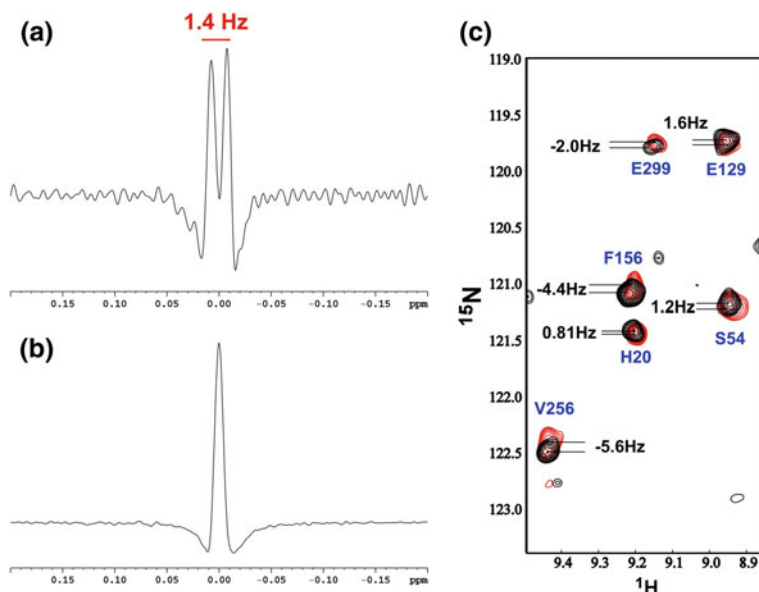 (a)
1.4 Hz
0.15 0.10 0.05 0.00 -0.05 -0.10 -0.15 ppm
(b)
0.15 0.10 0.05 0.00 -0.05 -0.10 -0.15 ppm
(c)
119.0
119.5
120.0
120.5
121.0
121.5
122.0
122.5
123.0
15N
1.6Hz
-2.0Hz
E299 E129
F156
-4.4Hz
1.2Hz
0.81Hz
H20 S54
V256
-5.6Hz
9.4 9.3 9.2 9.1 9.0 8.9
1H